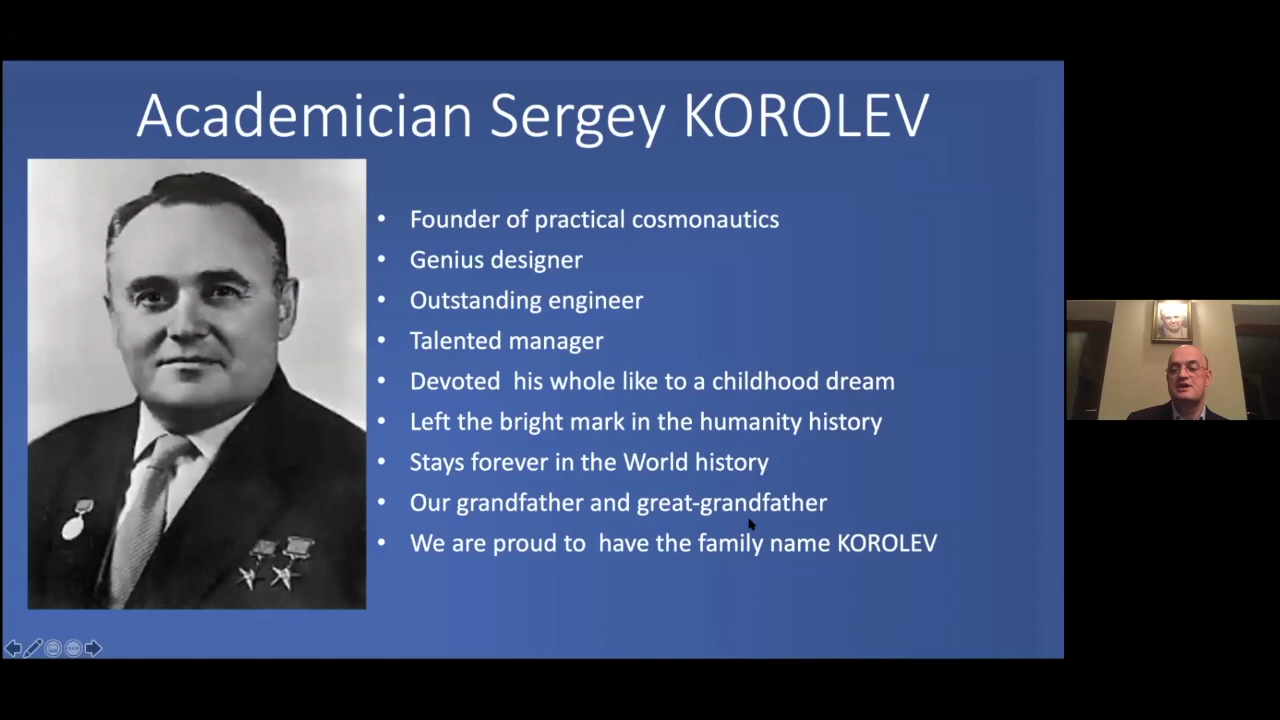 Academician Sergey KOROLEV
• Founder of practical cosmonautics
• Genius designer
• Outstanding engineer
• Talented manager
• Devoted  his whole like to a childhood dream
• Left the bright mark in the humanity history
• Stays forever in the World history
• Our grandfather and great-grandfather
• We are proud to  have the family name KOROLEV